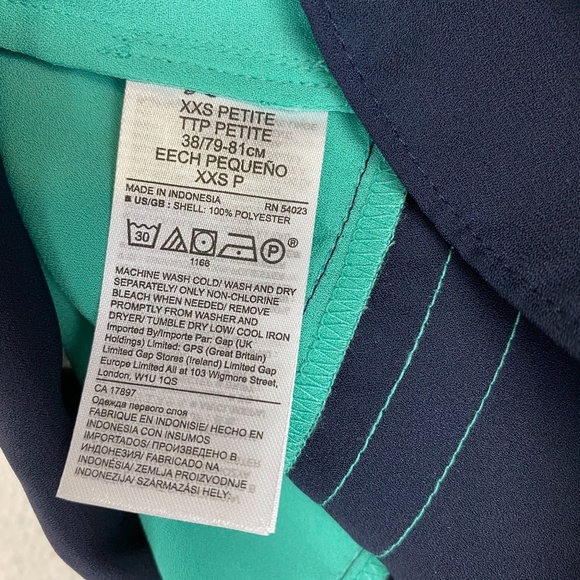 XXS PETITE
TTP PETITE
38/79-81CM
EECH PEQUEÑO
XXS P
MADE IN INDONESIA RN 54023
■ US/GB : SHELL: 100% POLYESTER
30 P ®
1168
MACHINE WASH COLD/ WASH AND DRY
SEPARATELY/ ONLY NON-CHLORINE
BLEACH WHEN NEEDED/ REMOVE
PROMPTLY FROM WASHER AND
DRYER/ TUMBLE DRY LOW/ COOL IRON
Imported By/Importe Par: Gap (UK
Holdings) Limited: GPS (Great Britain)
Limited Gap Stores (Ireland) Limited Gap
Europe Limited All at 103 Wigmore Street,
London, W1U 1QS
CA 17897
Одежда первого слоя
FABRIQUE EN INDONISIE/ HECHO EN
INDONESIA CON INSUMOS
IMPORTADOS/ ПРОИЗВЕДЕНО В
ИНДОНЕЗИЯ/ FABRICADO NA
INDONÉSIA/ ZEMLJA PROIZVODNJE
INDONEZIJA/ SZÁRMAZÁSI HELY: